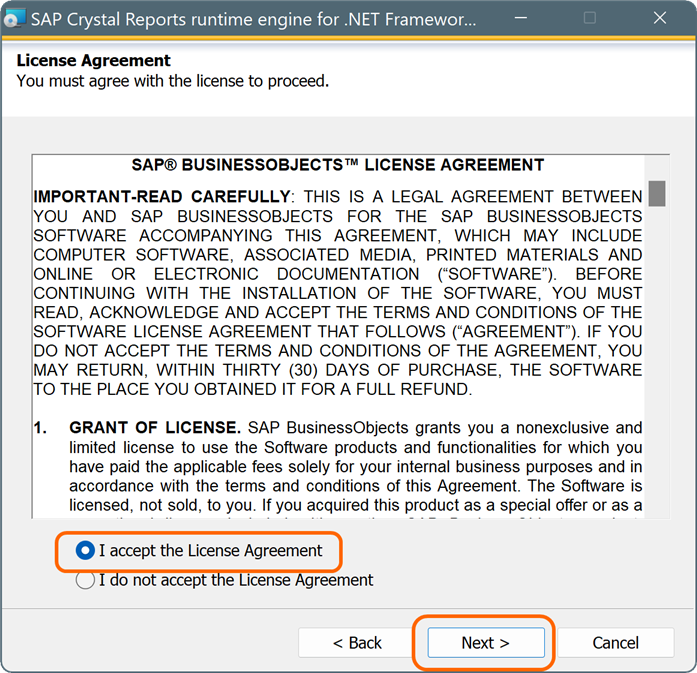 SAP Crystal Reports runtime engine for .NET Framewor...
License Agreement
You must agree with the license to proceed.
SAP® BUSINESSOBJECTS™ LICENSE AGREEMENT
IMPORTANT-READ CAREFULLY: THIS IS A LEGAL AGREEMENT BETWEEN
YOU AND SAP BUSINESSOBJECTS FOR THE SAP BUSINESSOBJECTS
SOFTWARE ACCOMPANYING THIS AGREEMENT, WHICH MAY INCLUDE
COMPUTER SOFTWARE, ASSOCIATED MEDIA, PRINTED MATERIALS AND
ONLINE OR ELECTRONIC DOCUMENTATION (“SOFTWARE”). BEFORE
CONTINUING WITH THE INSTALLATION OF THE SOFTWARE, YOU MUST
READ, ACKNOWLEDGE AND ACCEPT THE TERMS AND CONDITIONS OF THE
SOFTWARE LICENSE AGREEMENT THAT FOLLOWS (“AGREEMENT”). IF YOU
DO NOT ACCEPT THE TERMS AND CONDITIONS OF THE AGREEMENT, YOU
MAY RETURN, WITHIN THIRTY (30) DAYS OF PURCHASE, THE SOFTWARE
TO THE PLACE YOU OBTAINED IT FOR A FULL REFUND.
1. GRANT OF LICENSE. SAP BusinessObjects grants you a nonexclusive and
limited license to use the Software products and functionalities for which you
have paid the applicable fees solely for your internal business purposes and in
accordance with the terms and conditions of this Agreement. The Software is
licensed, not sold, to you. If you acquired this product as a special offer or as a
I accept the License Agreement
I do not accept the License Agreement
< Back
Next >
Cancel